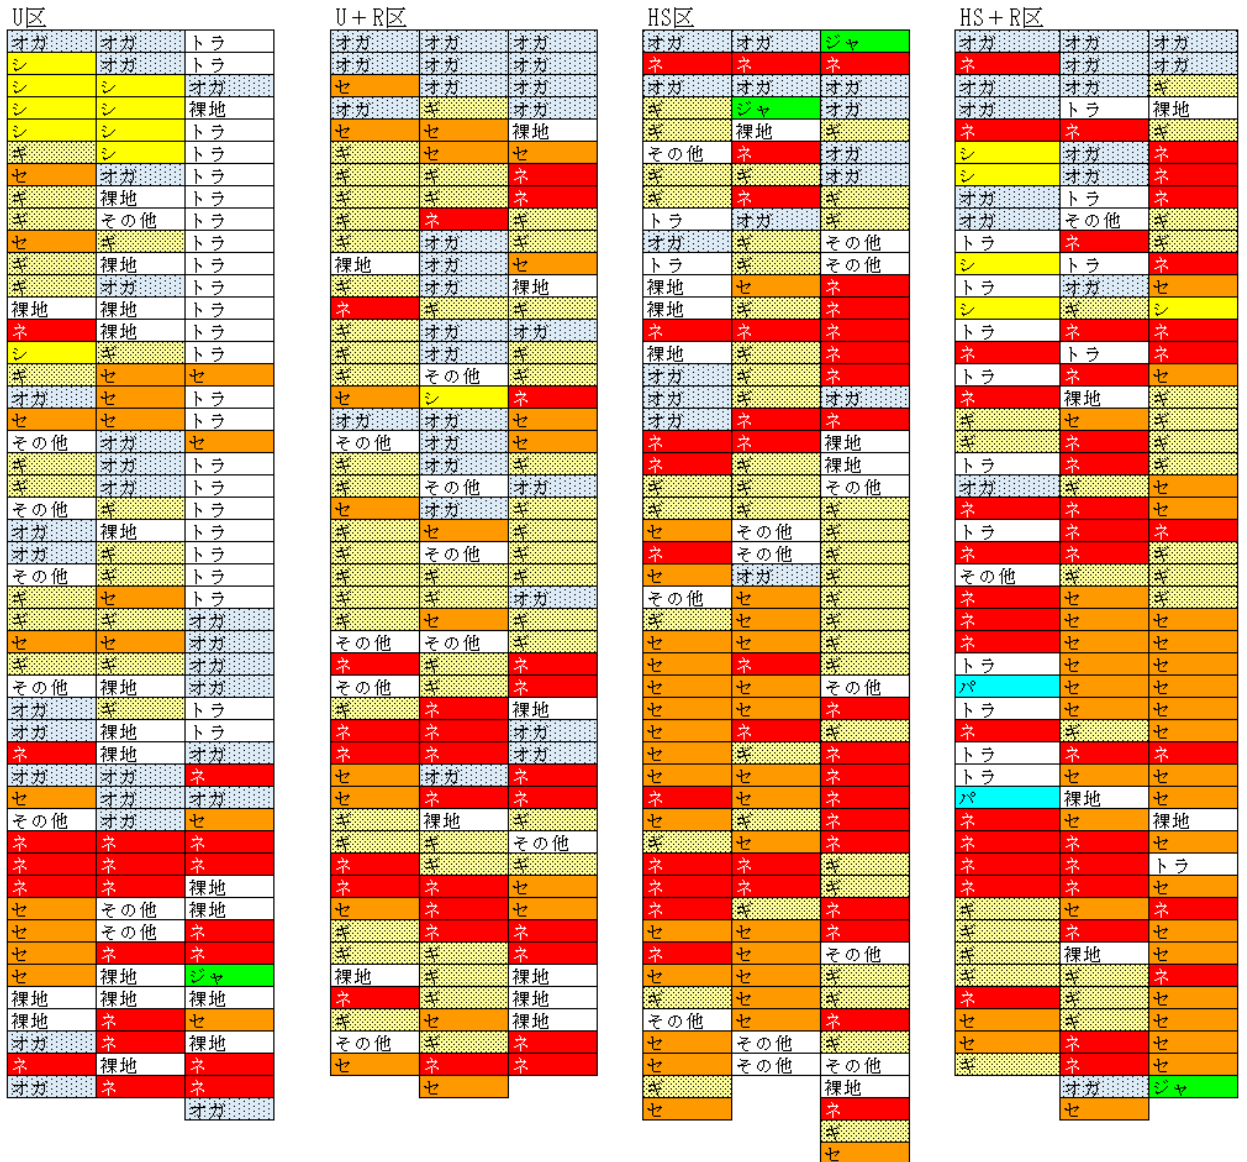 U区 U+R区 HS区 HS+R区
オガ オガ トラ オガ オガ オガ オガ オガ ジャ オガ オガ オガ
シ オガ トラ オガ オガ オガ ネ ネ ネ ネ オガ オガ
シ シ オガ セ オガ オガ オガ オガ オガ オガ オガ ギ
シ シ 裸地 オガ ギ オガ ギ ジャ オガ オガ トラ 裸地
シ シ トラ セ セ 裸地 ギ 裸地 ギ ネ ネ ギ
ギ シ トラ ギ セ セ その他 ネ オガ シ オガ ネ
セ オガ トラ ギ ギ ネ ギ ギ オガ シ オガ ネ
ギ 裸地 トラ ギ ギ ネ ギ ネ ギ オガ トラ ネ
ギ その他 トラ ギ ネ ギ トラ オガ ギ オガ その他 ギ
セ ギ トラ ギ オガ ギ オガ ギ その他 トラ ネ ギ
ギ 裸地 トラ 裸地 オガ セ トラ ギ その他 シ トラ ネ
ギ オガ トラ ギ オガ 裸地 裸地 セ ネ トラ オガ セ
裸地 裸地 トラ ネ ギ ギ 裸地 ギ ネ シ ギ シ
ネ 裸地 トラ ギ オガ オガ ネ ネ ネ トラ ネ ネ
シ ギ トラ ギ オガ ギ 裸地 ギ ネ ネ トラ ネ
ギ セ セ ギ その他 ギ オガ ギ ネ トラ ネ セ
オガ セ トラ セ シ ネ オガ ギ オガ ネ 裸地 ギ
セ セ トラ オガ オガ セ オガ ネ ネ ギ セ ギ
その他 オガ セ その他 オガ セ ネ ネ 裸地 ギ ネ ギ
ギ オガ トラ ギ オガ ギ ネ ギ 裸地 トラ ネ ギ
ギ オガ トラ ギ その他 オガ ギ ギ その他 オガ ギ セ
その他 ギ トラ セ オガ ギ ギ ギ ギ ネ ネ セ
オガ 裸地 トラ ギ セ ギ セ その他 ギ トラ ネ ネ
オガ ギ トラ ギ その他 ギ ネ その他 ギ ネ ネ ギ
その他 ギ トラ ギ ギ ギ セ オガ ギ その他 ギ ギ
ギ セ トラ ギ ギ オガ その他 セ ギ ネ セ ギ
ギ ギ オガ ギ セ ギ ギ セ ギ ネ セ セ
セ セ オガ その他 その他 ギ セ セ ギ ネ セ セ
ギ ギ オガ ネ ギ ネ セ ネ ギ トラ セ セ
その他 裸地 オガ その他 ギ ネ セ セ その他 パ セ セ
オガ ギ トラ ギ ネ 裸地 セ セ ネ トラ セ セ
オガ 裸地 トラ ネ ネ オガ セ ネ ギ ネ ギ セ
ネ 裸地 オガ ネ ネ オガ セ ギ ネ トラ ネ ネ
オガ オガ ネ セ オガ ネ セ セ ネ トラ セ セ
セ オガ オガ セ ネ ネ ネ セ ネ パ 裸地 セ
その他 オガ セ ギ 裸地 ギ セ ギ ネ ネ セ 裸地
ネ ネ ネ ギ ギ その他 ギ セ ネ ネ ネ セ
ネ ネ ネ ネ ギ ギ ネ ネ ギ ネ ネ トラ
ネ ネ 裸地 ネ ネ セ ネ ネ ギ ネ ネ セ
セ その他 裸地 セ ネ セ ネ ギ ネ ギ セ ネ
セ その他 ネ ギ ネ ネ セ セ ネ ギ ネ セ
セ ネ ネ ギ ギ ネ ネ セ その他 ギ 裸地 セ
セ 裸地 ジャ 裸地 ギ 裸地 セ セ ギ ギ ギ ネ
裸地 裸地 裸地 ネ ギ 裸地 ギ セ ギ ネ ギ セ
裸地 ネ セ ギ セ 裸地 その他 セ ネ セ ギ セ
オガ ネ 裸地 その他 ギ ネ セ その他 ギ セ ネ セ
ネ 裸地 ネ セ ネ ネ セ その他 その他 ギ ネ セ
オガ ネ ネ セ ギ 裸地 オガ ジャ
オガ セ ネ セ
ギ
セ